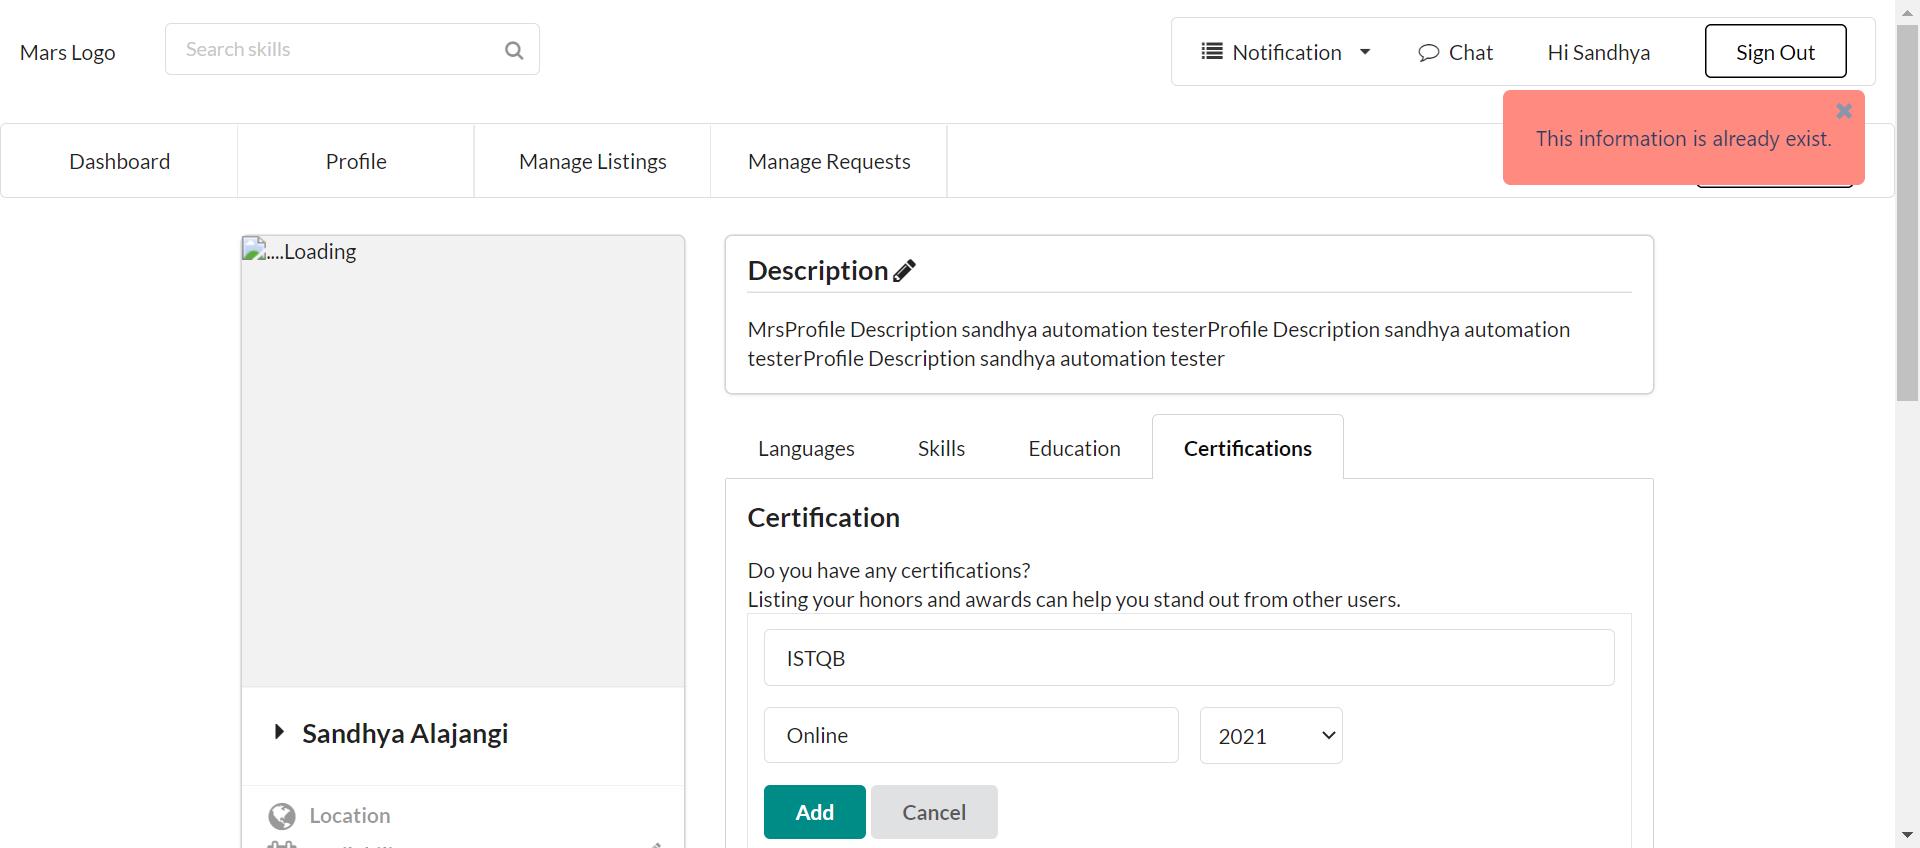 Mars Logo
Search skills
Notification
Chat
Hi Sandhya
Sign Out
This information is already exist.
Dashboard
Profile
Manage Listings
Manage Requests
....Loading
Description
MrsProfile Description sandhya automation testerProfile Description sandhya automation
testerProfile Description sandhya automation tester
Languages
Skills
Education
Certifications
Certification
Do you have any certifications?
Listing your honors and awards can help you stand out from other users.
ISTQB
Online
2021
Add
Cancel
Sandhya Alajangi
Location